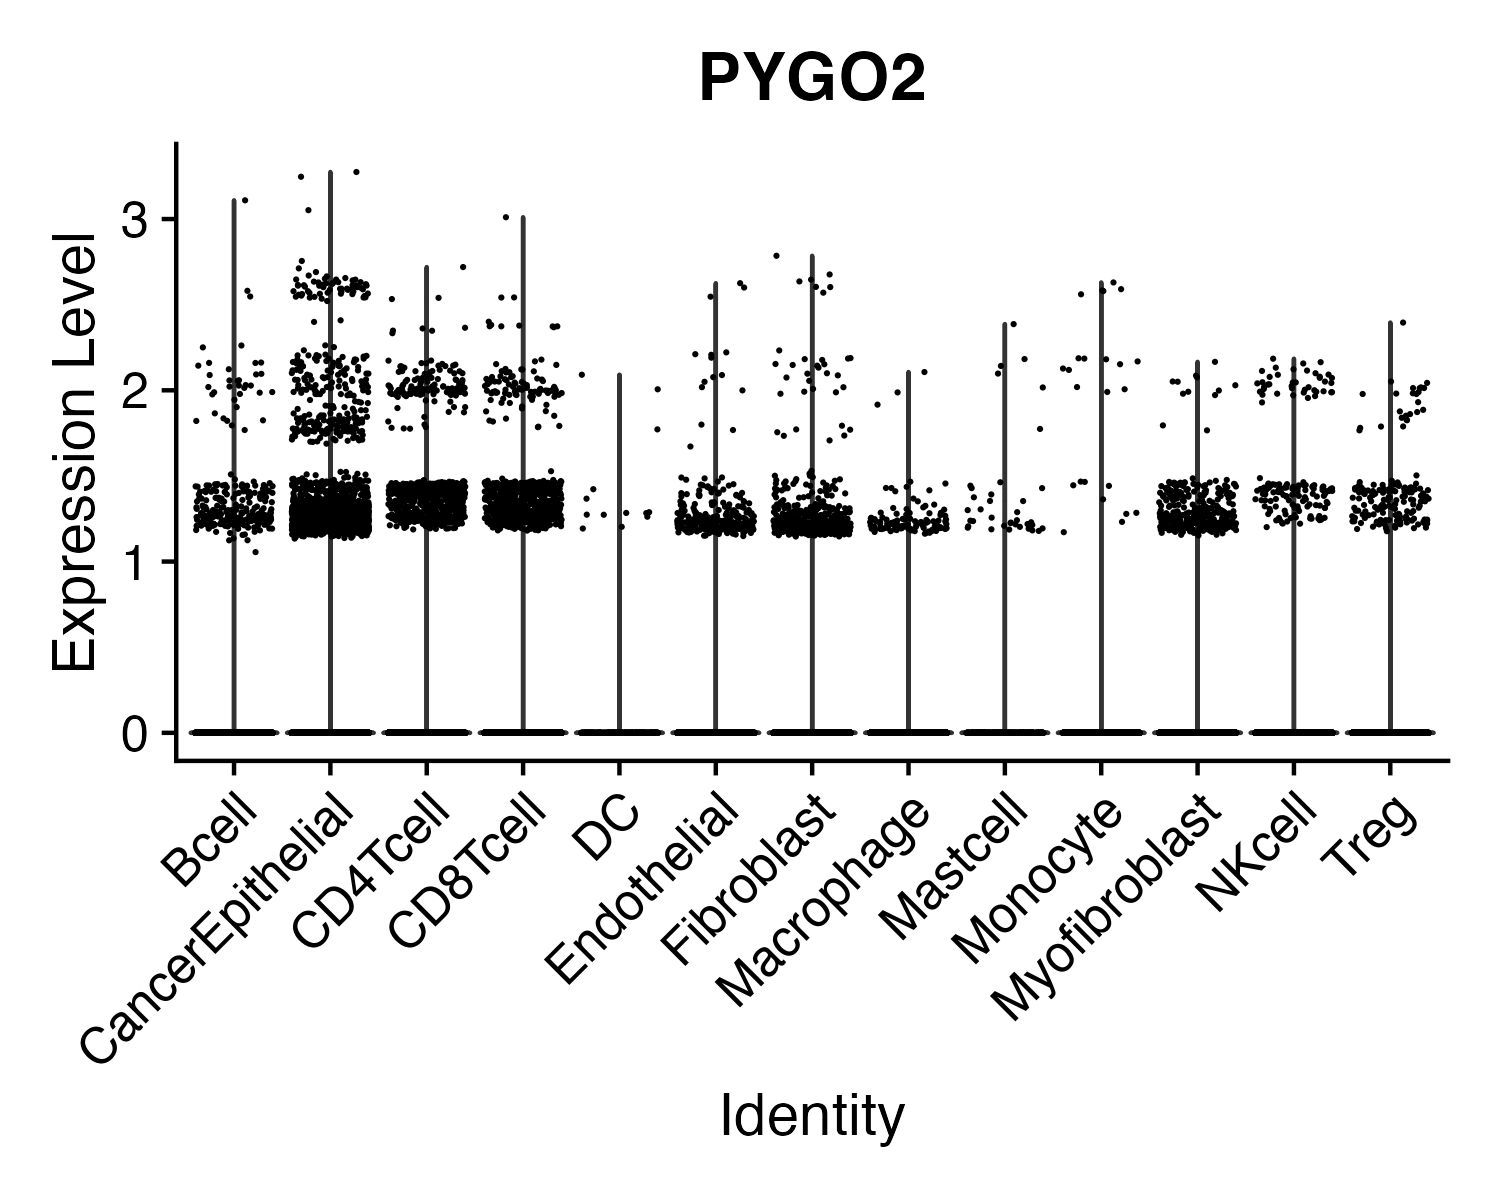 PYGO2
Expression Level
3
2
1
0
Bcell
CancerEpithelial
CD4Tcell
CD8Tcell
DC
Endothelial
Fibroblast
Macrophage
Mastcell
Monocyte
Myofibroblast
NKcell
Treg
Identity